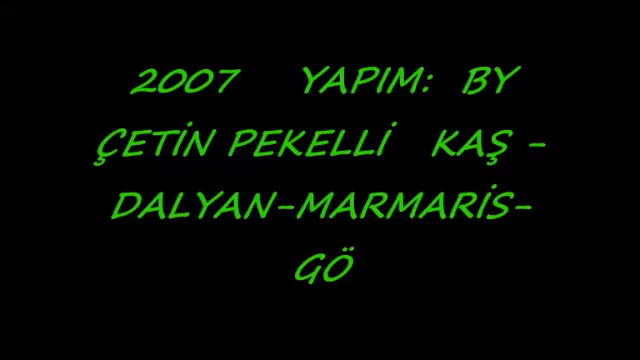 2007 YAPIM: BY
ÇETİN PEKELLİ KAŞ -
DALYAN-MARMARİS-
GÖ